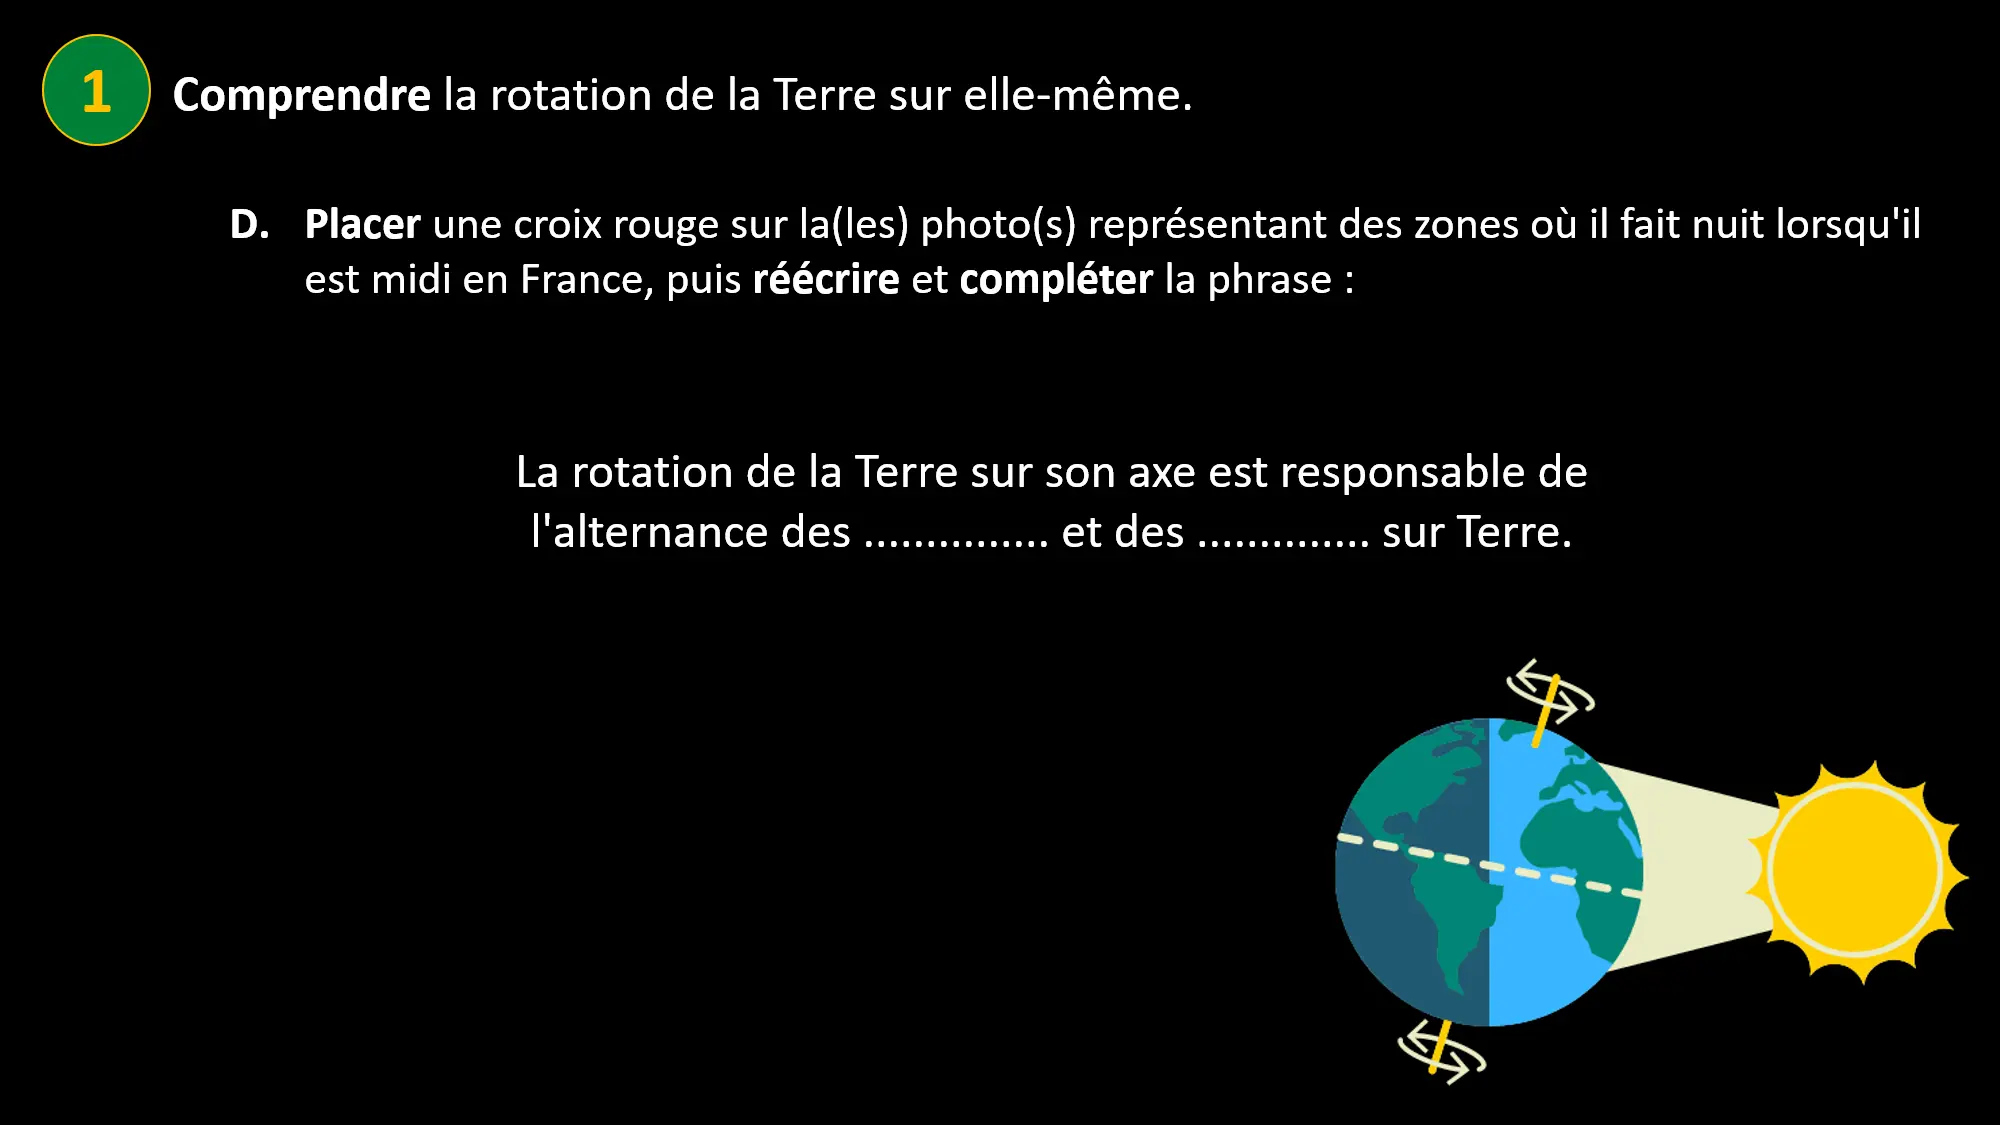 1
Comprendre la rotation de la Terre sur elle-même.
D. Placer une croix rouge sur la(les) photo(s) représentant des zones où il fait nuit lorsqu'il
est midi en France, puis réécrire et compléter la phrase :
La rotation de la Terre sur son axe est responsable de
l'alternance des ............... et des .............. sur Terre.